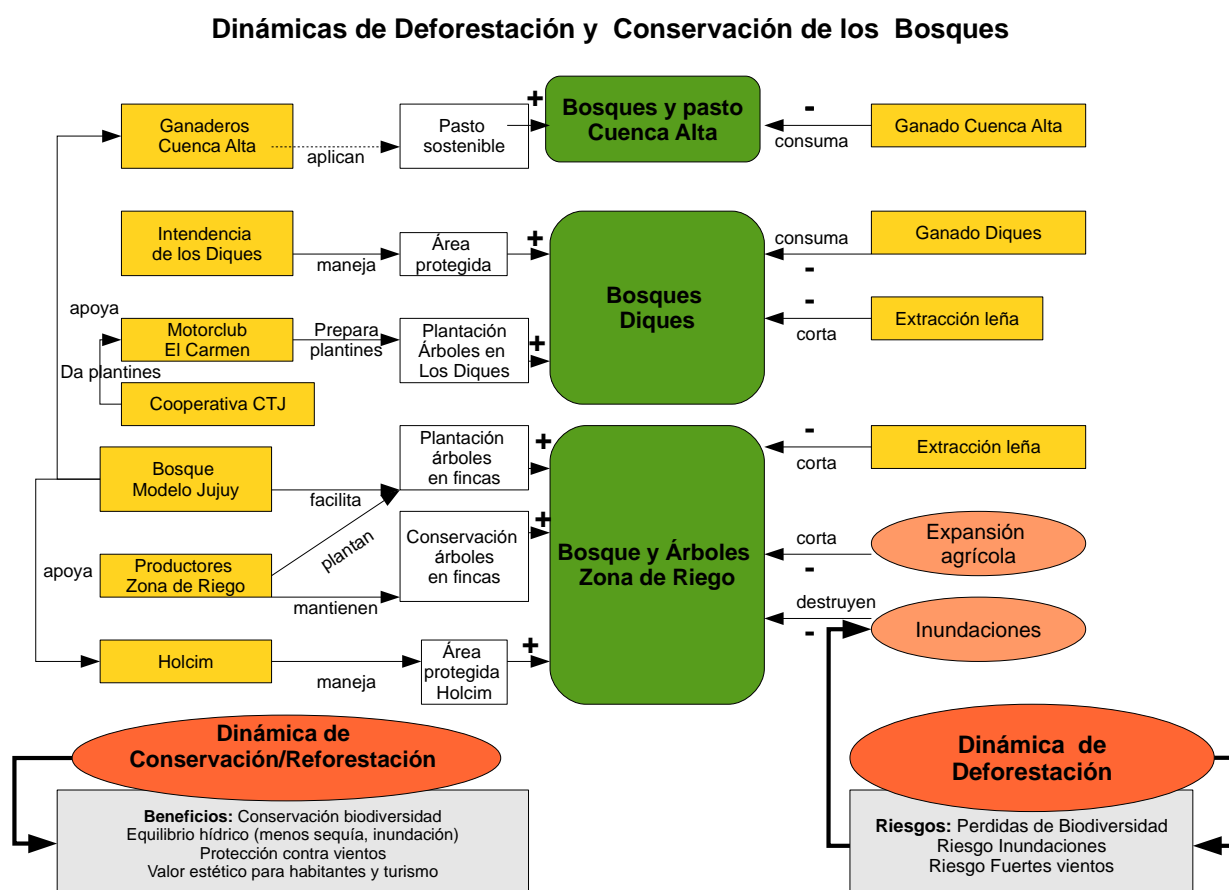 Dinámicas de Deforestación y Conservación de los Bosques
Ganaderos
Cuenca Alta
aplican
Pasto
sostenible
+
Bosques y pasto
Cuenca Alta
-
consuma
Ganado Cuenca Alta
Intendencia
de los Diques
maneja
Área
protegida
+
Bosques
Diques
consuma
-
Ganado Diques
-
corta
Extracción leña
apoya
Motorclub
El Carmen
Prepara
plantines
Plantación
Árboles en
Los Diques
+
Da plantines
Cooperativa CTJ
Bosque
Modelo Jujuy
facilita
Plantación
árboles
en fincas
+
Bosque y Árboles
Zona de Riego
-
corta
Extracción leña
apoya
Productores
Zona de Riego
plantan
mantienen
Conservación
árboles
en fincas
+
corta
-
Expansión
agrícola
destruyen
-
Inundaciones
Holcim
maneja
Área
protegida
Holcim
+
Dinámica de
Conservación/Reforestación
Beneficios: Conservación biodiversidad
Equilibrio hídrico (menos sequía, inundación)
Protección contra vientos
Valor estético para habitantes y turismo
Dinámica de
Deforestación
Riesgos: Perdidas de Biodiversidad
Riesgo Inundaciones
Riesgo Fuertes vientos